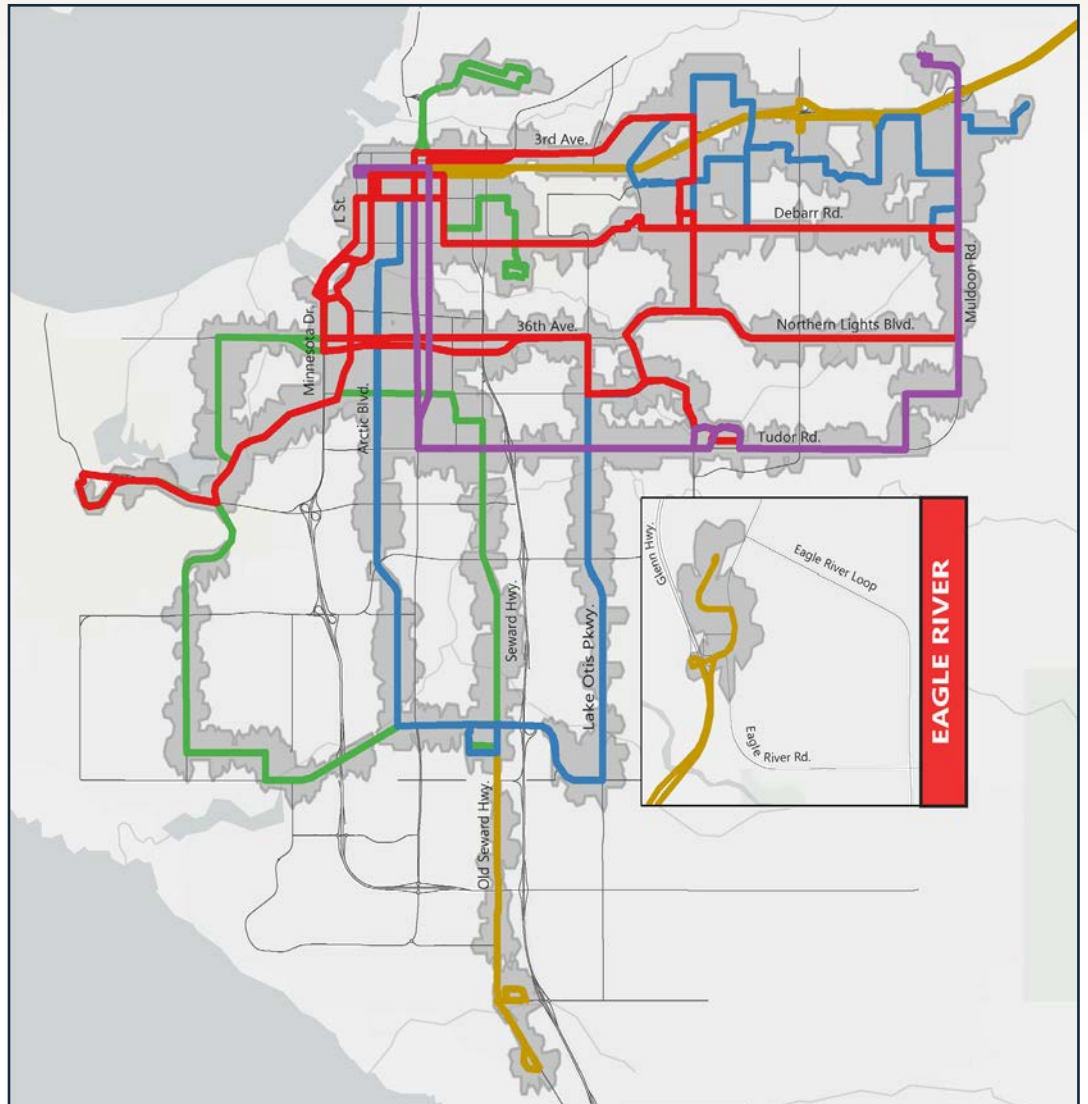 3rd Ave.
L St.
Debarr Rd.
Muldoon Rd.
Minnesota Dr.
36th Ave.
Northern Lights Blvd.
Arctic Blvd.
Tudor Rd.
Glenn Hwy.
Eagle River Loop
EAGLE RIVER
Seward Hwy.
Lake Otis Pkwy.
Eagle River Rd.
Old Seward Hwy.